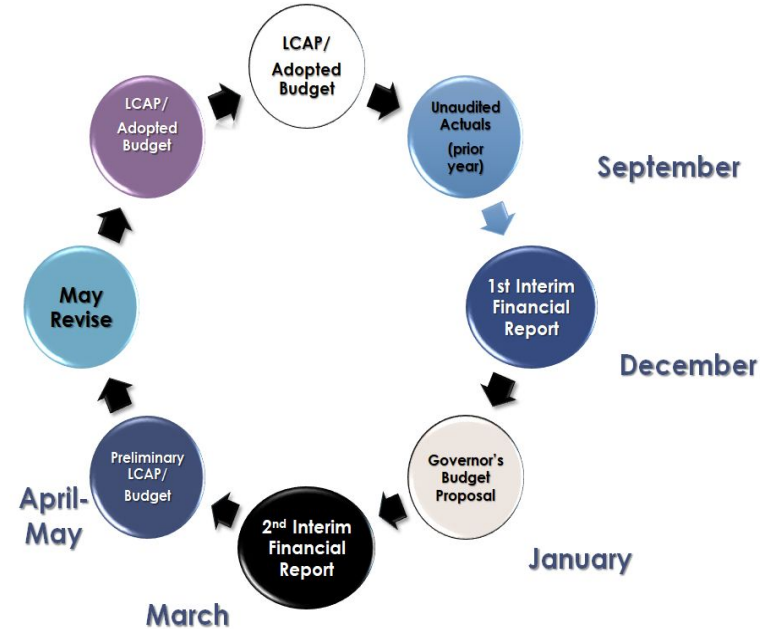 LCAP/
Adopted
Budget
Unaudited
Actuals
(prior
year)
September
1st Interim
Financial
Report
December
Governor's
Budget
Proposal
January
2nd Interim
Financial
Report
March
Preliminary
LCAP/
Budget
April-
May
May
Revise
LCAP/
Adopted
Budget